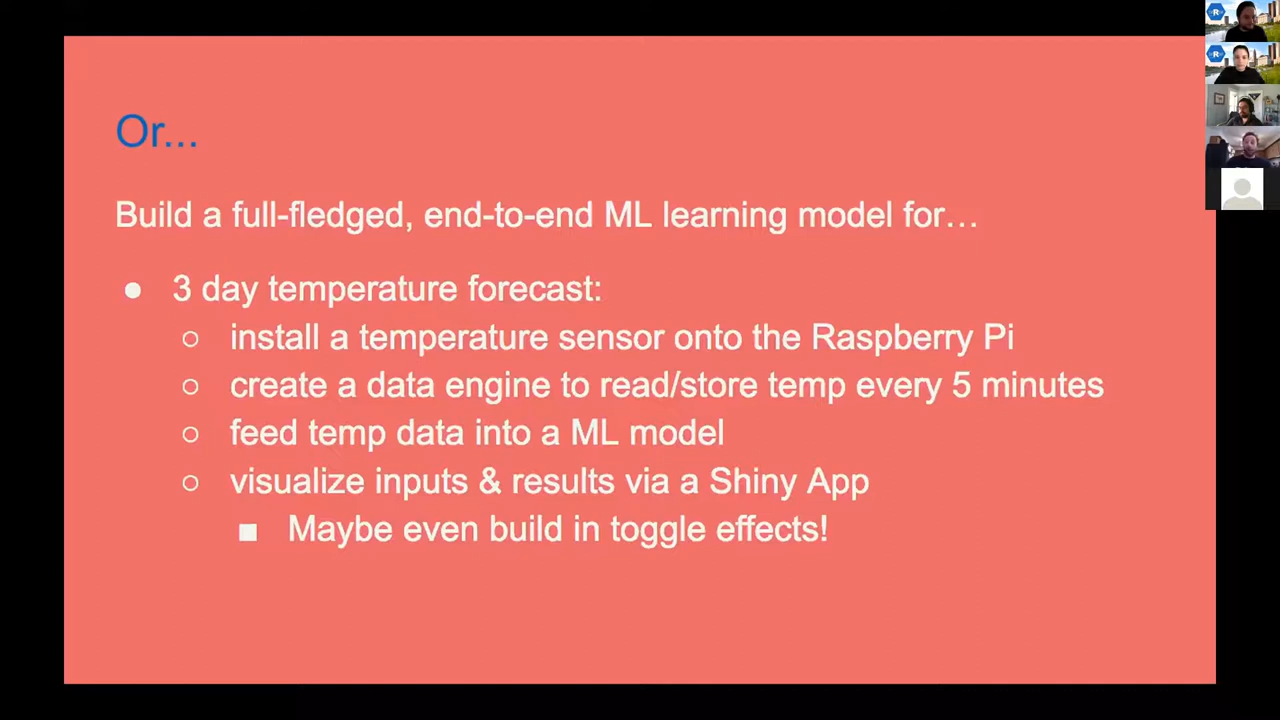 Or...
Build a full-fledged, end-to-end ML learning model for…
● 3 day temperature forecast:
○ install a temperature sensor onto the Raspberry Pi
○ create a data engine to read/store temp every 5 minutes
○ feed temp data into a ML model
○ visualize inputs & results via a Shiny App
■ Maybe even build in toggle effects!
R
R